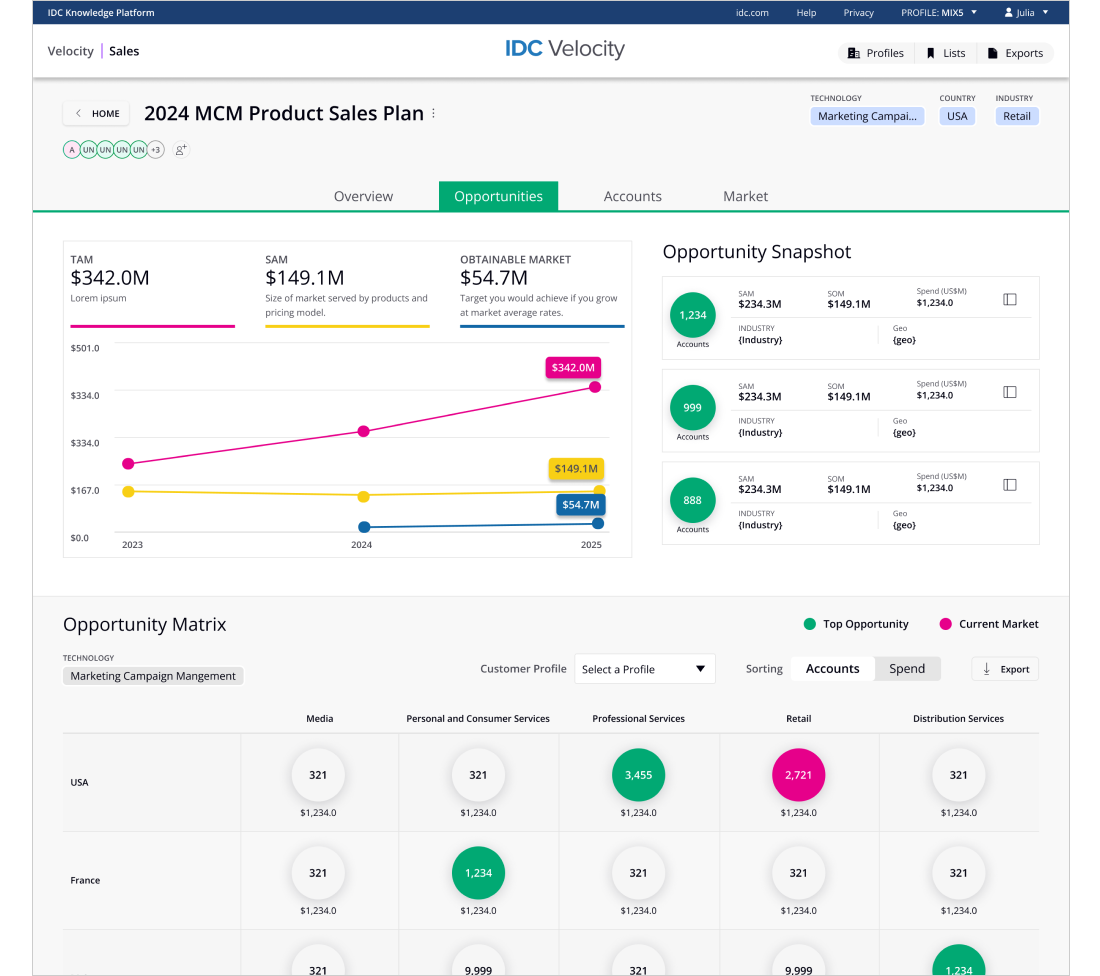 IDC Knowledge Platform
idc.com Help Privacy PROFILE: MIX5 Julia
Velocity | Sales
IDC Velocity
Profiles Lists Exports
HOME
2024 MCM Product Sales Plan
TECHNOLOGY COUNTRY INDUSTRY
Marketing Campai... USA Retail
A UN UN UN UN +3
Overview Opportunities Accounts Market
TAM
$342.0M
Lorem ipsum
SAM
$149.1M
Size of market served by products and
pricing model.
OBTAINABLE MARKET
$54.7M
Target you would achieve if you grow
at market average rates.
$501.0
$334.0
$334.0
$167.0
$0.0
$342.0M
$149.1M
$54.7M
2023 2024 2025
Opportunity Snapshot
1,234
Accounts
SAM SOM Spend (US$M)
$234.3M $149.1M $1,234.0
INDUSTRY Geo
{Industry} {geo}
999
Accounts
SAM SOM Spend (US$M)
$234.3M $149.1M $1,234.0
INDUSTRY Geo
{Industry} {geo}
888
Accounts
SAM SOM Spend (US$M)
$234.3M $149.1M $1,234.0
INDUSTRY Geo
{Industry} {geo}
Opportunity Matrix
Top Opportunity Current Market
TECHNOLOGY
Marketing Campaign Mangement
Customer Profile Select a Profile Sorting Accounts Spend Export
Media Personal and Consumer Services Professional Services Retail Distribution Services
USA
321 321 3,455 2,721 321
$1,234.0 $1,234.0 $1,234.0 $1,234.0 $1,234.0
France
321 1,234 321 321 321
$1,234.0 $1,234.0 $1,234.0 $1,234.0 $1,234.0
321 9,999 321 9,999 1,234